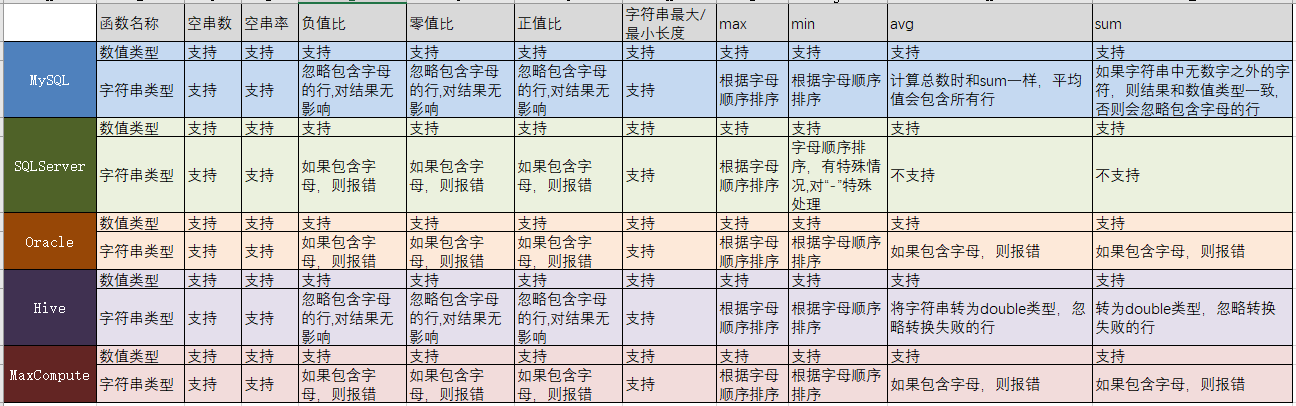 函数名称 空串数 空串率 负值比 零值比 正值比 字符串最大/最小长度 max min avg sum
MySQL
数值类型 支持 支持 支持 支持 支持 支持 支持 支持 支持 支持
字符串类型 支持 支持 忽略包含字母的行,对结果无影响 忽略包含字母的行,对结果无影响 忽略包含字母的行,对结果无影响 支持 根据字母顺序排序 根据字母顺序排序 计算总数时和sum一样，平均值会包含所有行 如果字符串中无数字之外的字符，则结果和数值类型一致,否则会忽略包含字母的行
SQLServer
数值类型 支持 支持 支持 支持 支持 支持 支持 支持 支持 支持
字符串类型 支持 支持 如果包含字母，则报错 如果包含字母，则报错 如果包含字母，则报错 支持 根据字母顺序排序 字母顺序排序，有特殊情况,对“-”特殊处理 不支持 不支持
Oracle
数值类型 支持 支持 支持 支持 支持 支持 支持 支持 支持 支持
字符串类型 支持 支持 如果包含字母，则报错 如果包含字母，则报错 如果包含字母，则报错 支持 根据字母顺序排序 根据字母顺序排序 如果包含字母，则报错 如果包含字母，则报错
Hive
数值类型 支持 支持 支持 支持 支持 支持 支持 支持 支持 支持
字符串类型 支持 支持 忽略包含字母的行,对结果无影响 忽略包含字母的行,对结果无影响 忽略包含字母的行,对结果无影响 支持 根据字母顺序排序 根据字母顺序排序 将字符串转为double类型，忽略转换失败的行 转为double类型，忽略转换失败的行
MaxCompute
数值类型 支持 支持 支持 支持 支持 支持 支持 支持 支持 支持
字符串类型 支持 支持 如果包含字母，则报错 如果包含字母，则报错 如果包含字母，则报错 支持 根据字母顺序排序 根据字母顺序排序 如果包含字母，则报错 如果包含字母，则报错